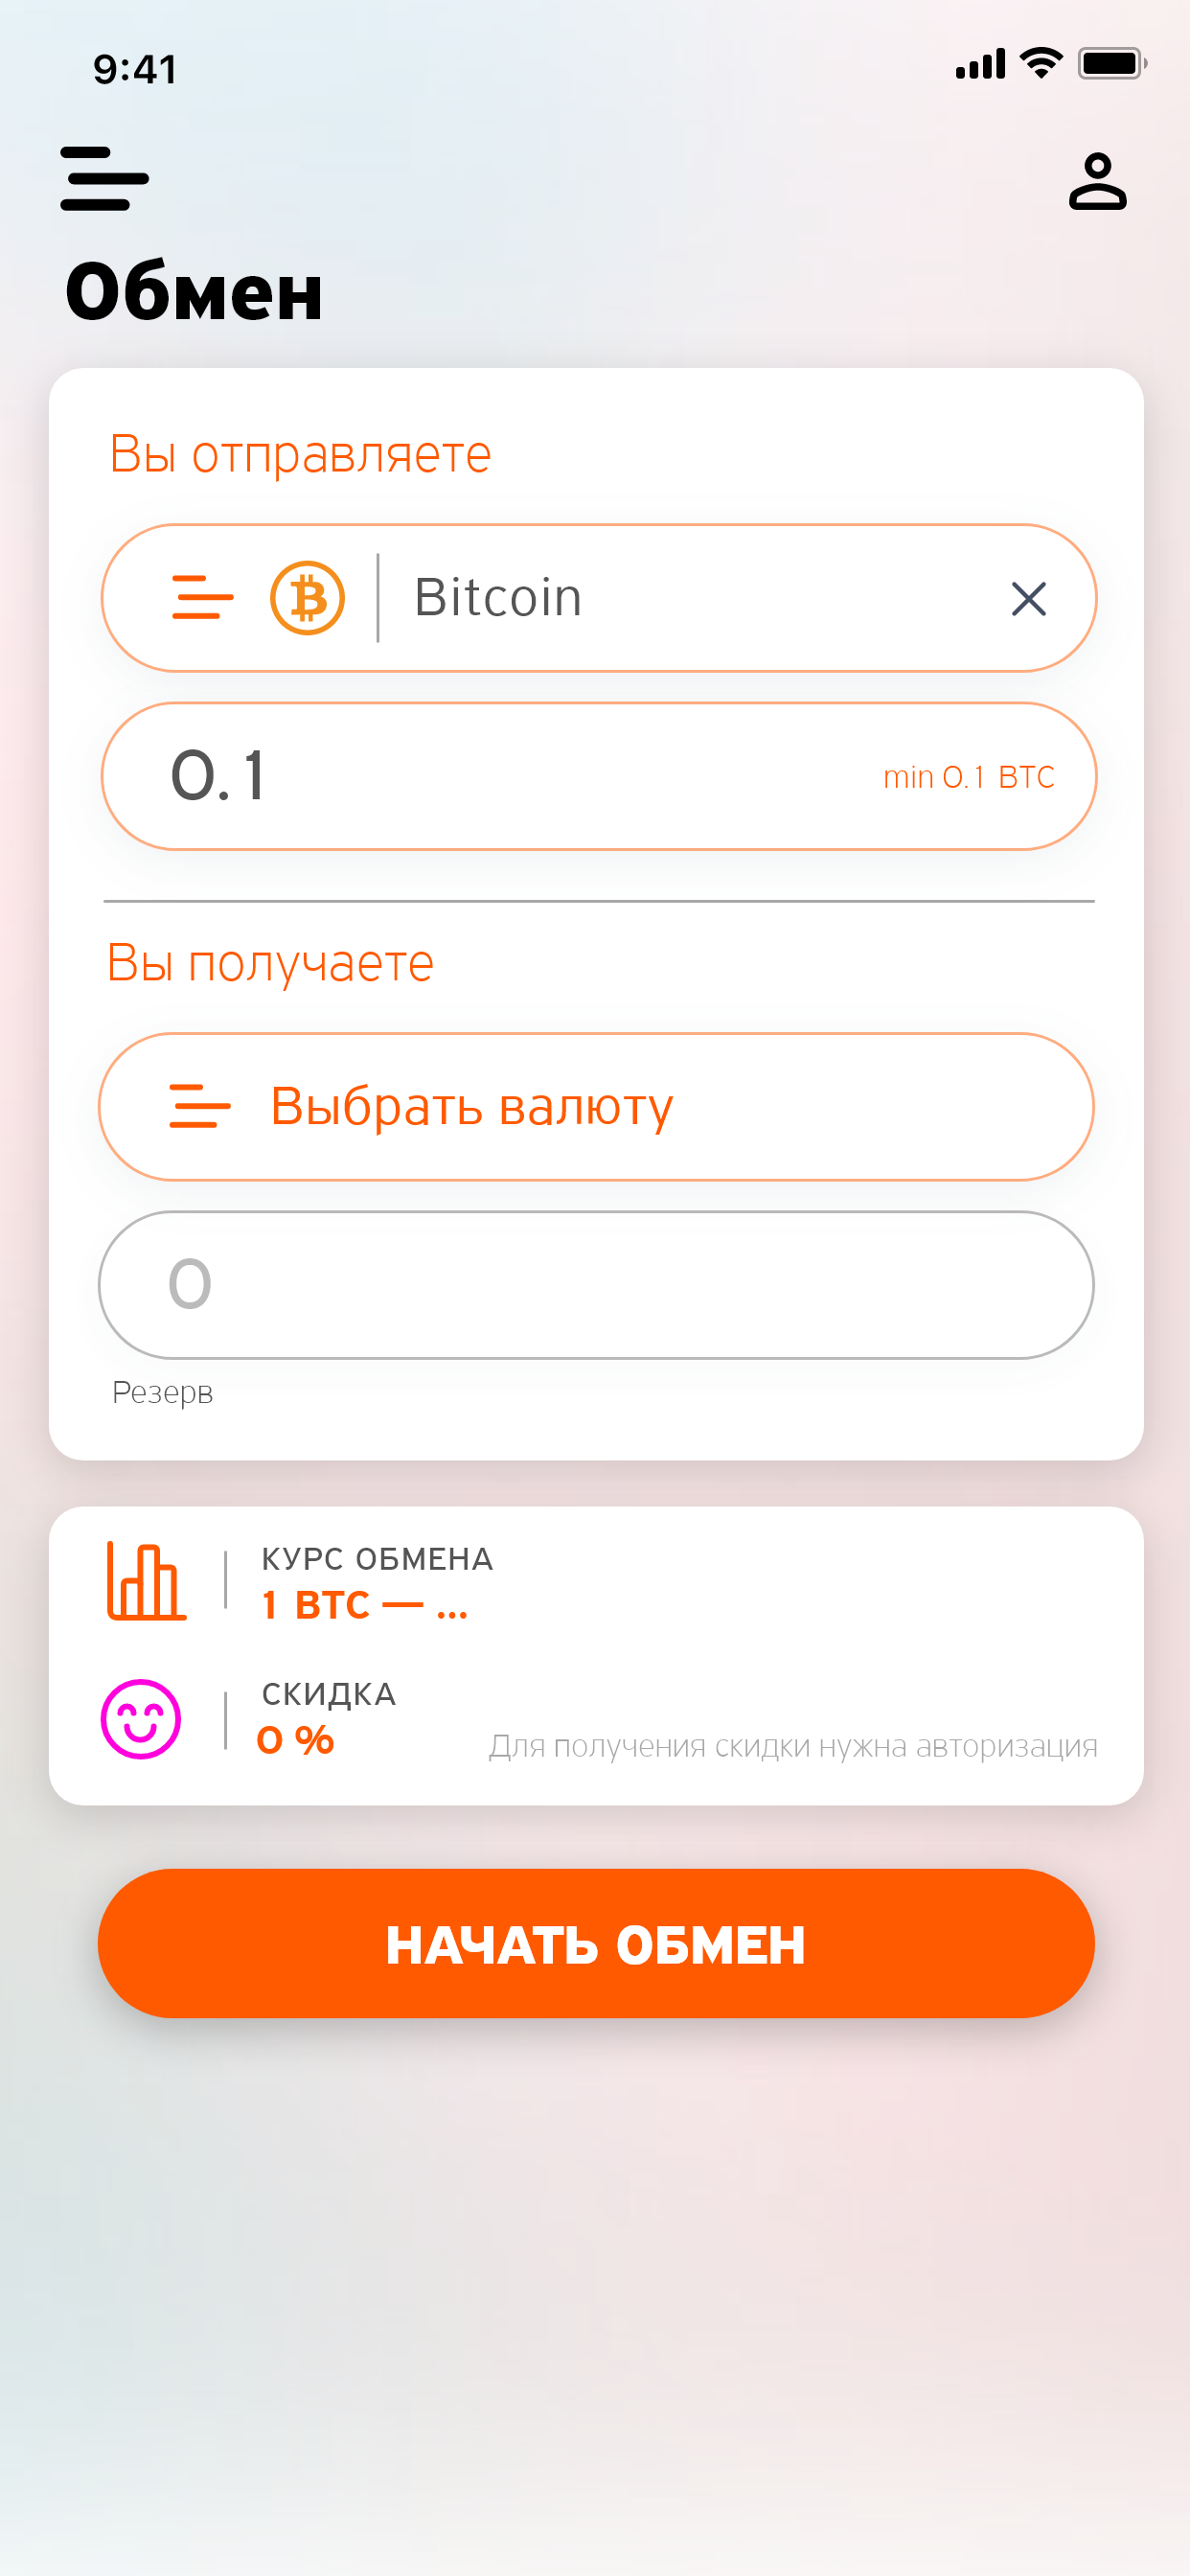 9:41
Обмен
Вы отправляете
Bitcoin
0.1
min 0.1 BTC
Вы получаете
Выбрать валюту
0
Резерв
КУРС ОБМЕНА
1 BTC — ...
СКИДКА
0 %
Для получения скидки нужна авторизация
НАЧАТЬ ОБМЕН